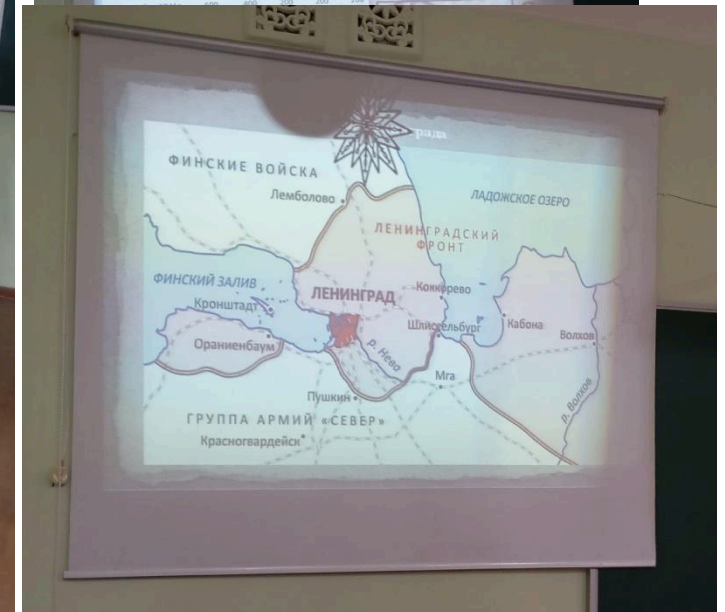 рада
ФИНСКИЕ ВОЙСКА
Лемболово
ЛАДОЖСКОЕ ОЗЕРО
ЛЕНИНГРАДСКИЙ
ФРОНТ
ФИНСКИЙ ЗАЛИВ
Кронштадт
ЛЕНИНГРАД
Коккорево
Шлиссельбург
Кабона
Волхов
Ораниенбаум
р. Нева
Мга
Пушкин
р. Волхов
ГРУППА АРМИЙ «СЕВЕР»
Красногвардейск